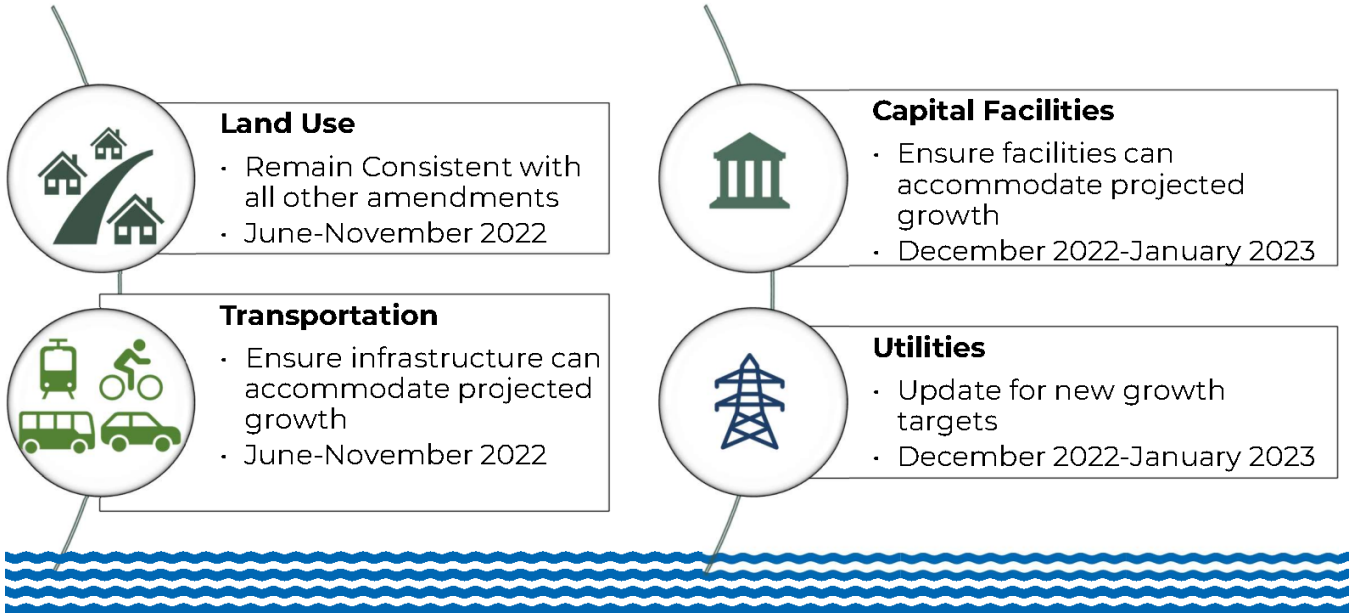 Land Use
· Remain Consistent with
all other amendments
· June-November 2022
Transportation
· Ensure infrastructure can
accommodate projected
growth
· June-November 2022
Capital Facilities
· Ensure facilities can
accommodate projected
growth
· December 2022-January 2023
Utilities
· Update for new growth
targets
· December 2022-January 2023